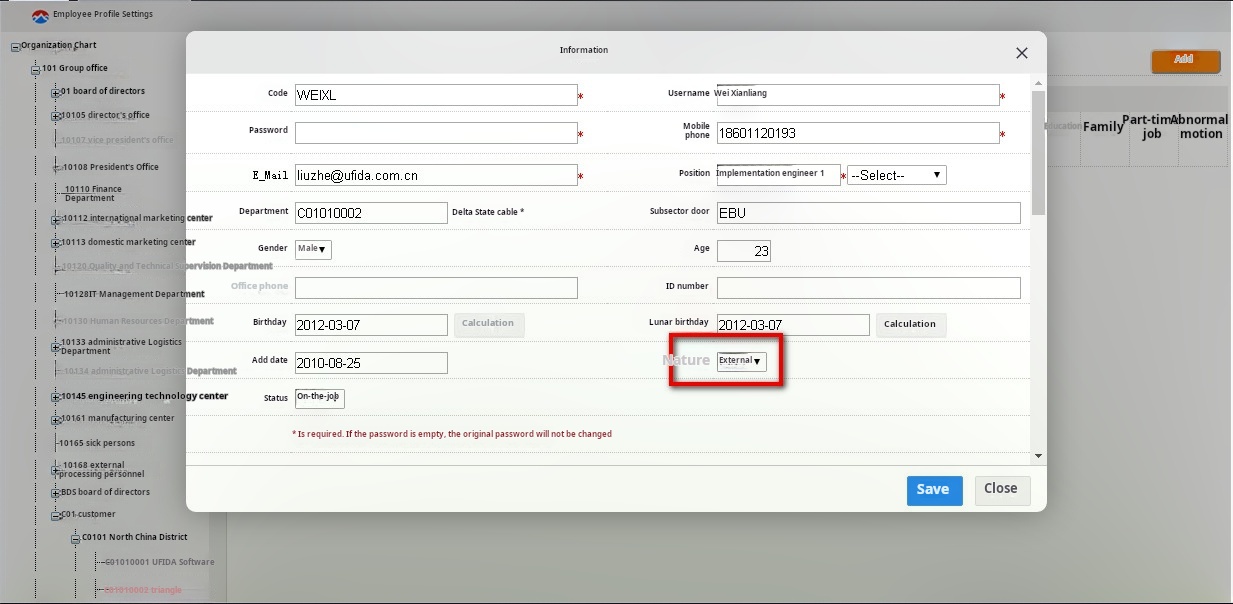 Employee Profile Settings
Organization Chart
101 Group office
01 board of directors
10105 director's office
10107 vice president's office
10108 President's Office
10110 Finance
Department
10112 international marketing center
10113 domestic marketing center
10120 Quality and Technical Supervision Department
10128IT Management Department
10130 Human Resources Department
10133 administrative Logistics
Department
10134 administrative Logistics Department
10145 engineering technology center
10161 manufacturing center
10165 sick persons
10168 external
processing personnel
BDS board of directors
C01 customer
C0101 North China District
C01010001 UFIDA Software
C01010002 triangle
Information
Code WEIXL *
Username Wei Xianliang *
Password *
Mobile
phone 18601120193 *
E_Mail liuzhe@ufida.com.cn *
Position Implementation engineer 1 * --Select--
Department C01010002 Delta State cable *
Subsector door EBU
Gender Male
Age 23
Office phone
ID number
Birthday 2012-03-07 Calculation
Lunar birthday 2012-03-07 Calculation
Add date 2010-08-25
Nature External
Status On-the-job
* Is required. If the password is empty, the original password will not be changed
Save
Close
Add
Education
Family
Part-time
job
Abnormal
motion